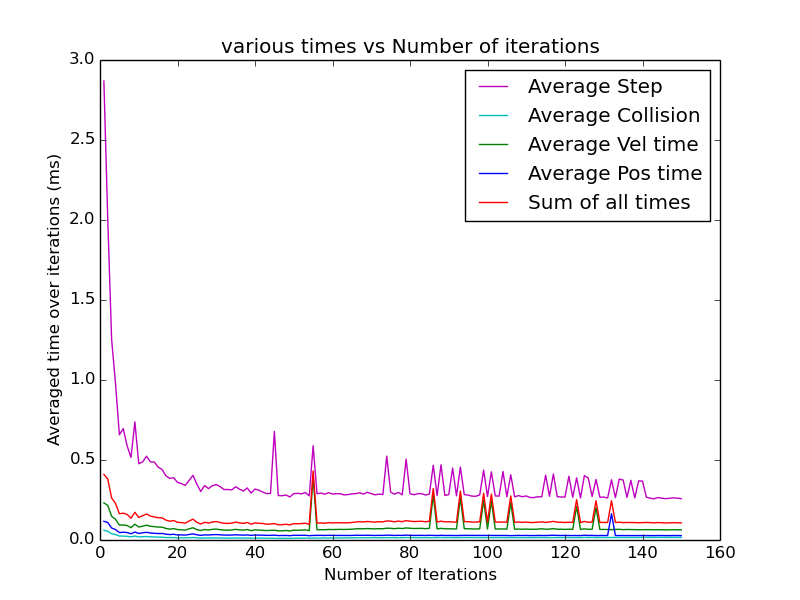 various times vs Number of iterations
3.0
2.5
2.0
1.5
1.0
0.5
0.0
Averaged time over iterations (ms)
Average Step
Average Collision
Average Vel time
Average Pos time
Sum of all times
0 20 40 60 80 100 120 140 160
Number of Iterations